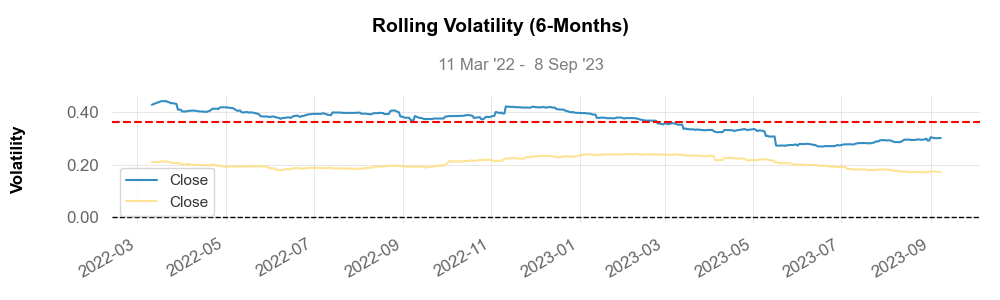 Rolling Volatility (6-Months)
11 Mar '22 -  8 Sep '23
Volatility
0.40
0.20
0.00
Close
Close
2022-03
2022-05
2022-07
2022-09
2022-11
2023-01
2023-03
2023-05
2023-07
2023-09